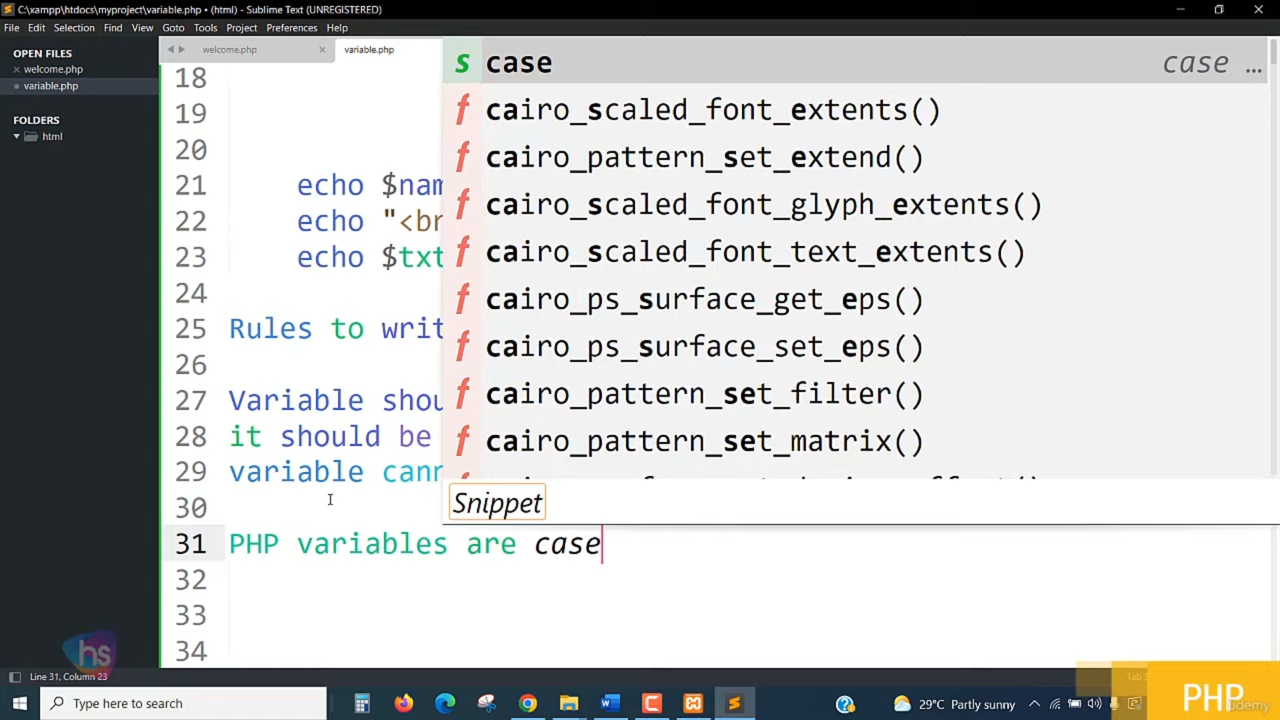 C:\xampp\htdocs\myproject\variable.php • (html) - Sublime Text (UNREGISTERED)
File Edit Selection Find View Goto Tools Project Preferences Help
OPEN FILES
welcome.php
variable.php
FOLDERS
html
welcome.php
variable.php
18
19
20
21 echo $nam
22 echo "<br
23 echo $txt
24
25 Rules to writ
26
27 Variable shou
28 it should be
29 variable cann
30
31 PHP variables are case
32
33
34
s case case ...
f cairo_scaled_font_extents()
f cairo_pattern_set_extend()
f cairo_scaled_font_glyph_extents()
f cairo_scaled_font_text_extents()
f cairo_ps_surface_get_eps()
f cairo_ps_surface_set_eps()
f cairo_pattern_set_filter()
f cairo_pattern_set_matrix()
Snippet
hs
Line 31, Column 23
Type here to search
29°C Partly sunny
PHP